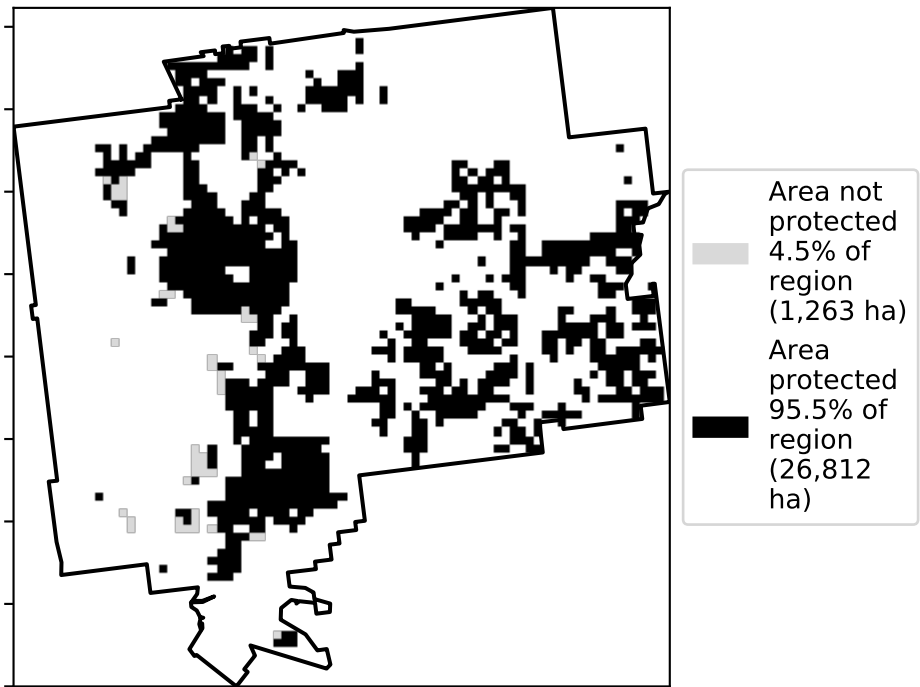 Area not
protected
4.5% of
region
(1,263 ha)
Area
protected
95.5% of
region
(26,812
ha)